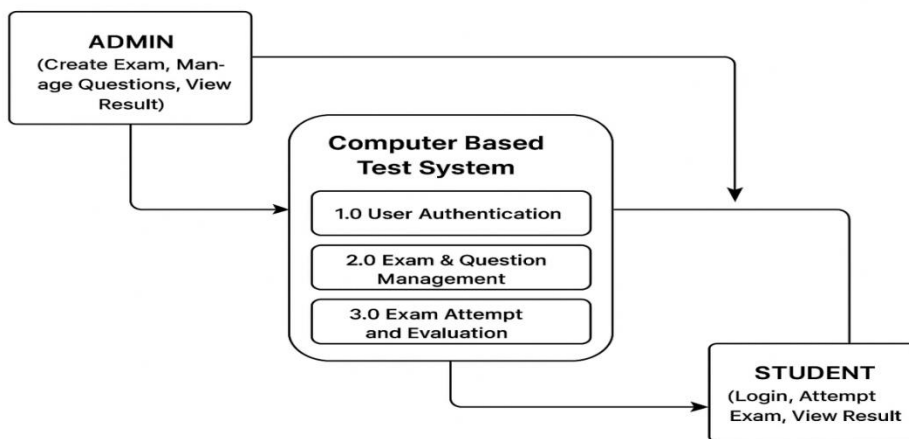 ADMIN
(Create Exam, Man-
age Questions, View
Result)
Computer Based
Test System
1.0 User Authentication
2.0 Exam & Question
Management
3.0 Exam Attempt
and Evaluation
STUDENT
(Login, Attempt
Exam, View Result